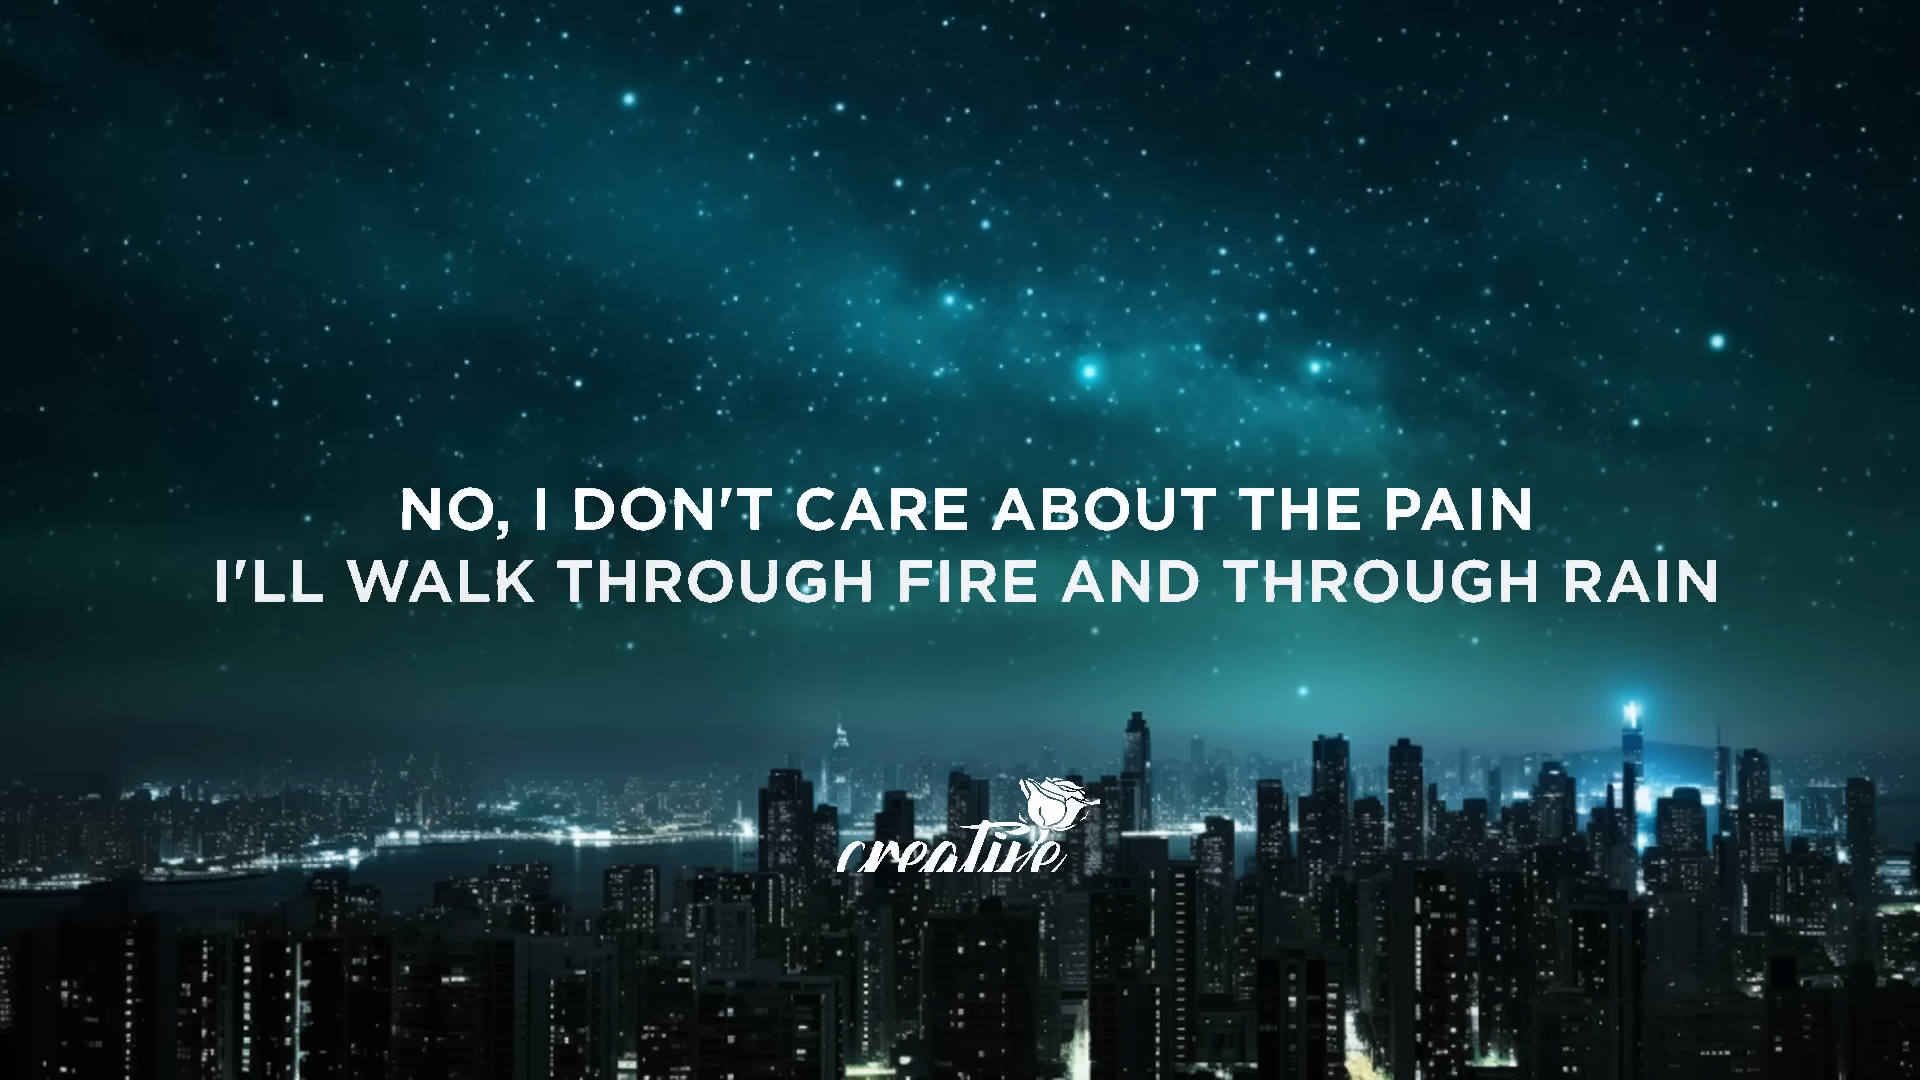 NO, I DON'T CARE ABOUT THE PAIN
I'LL WALK THROUGH FIRE AND THROUGH RAIN
creative